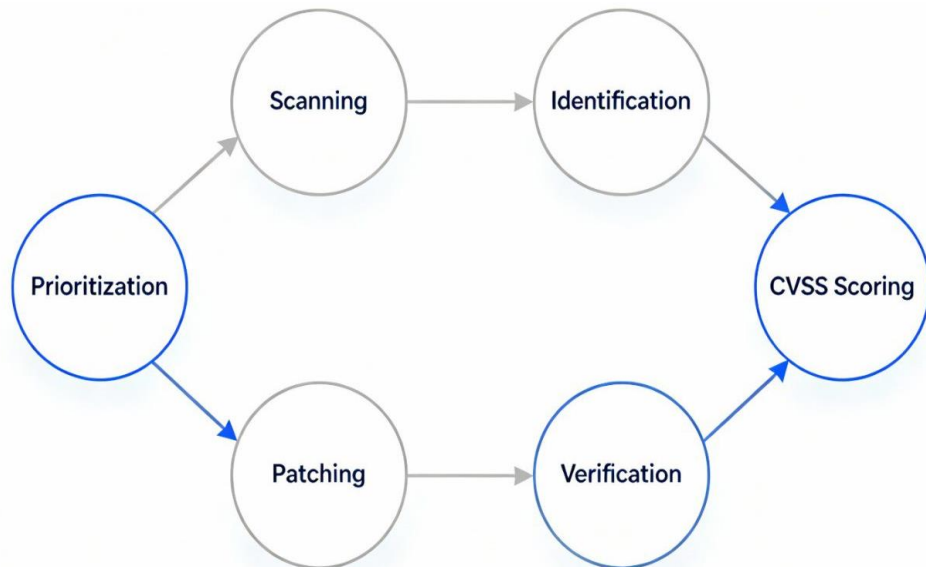 Scanning
Identification
Prioritization
CVSS Scoring
Patching
Verification